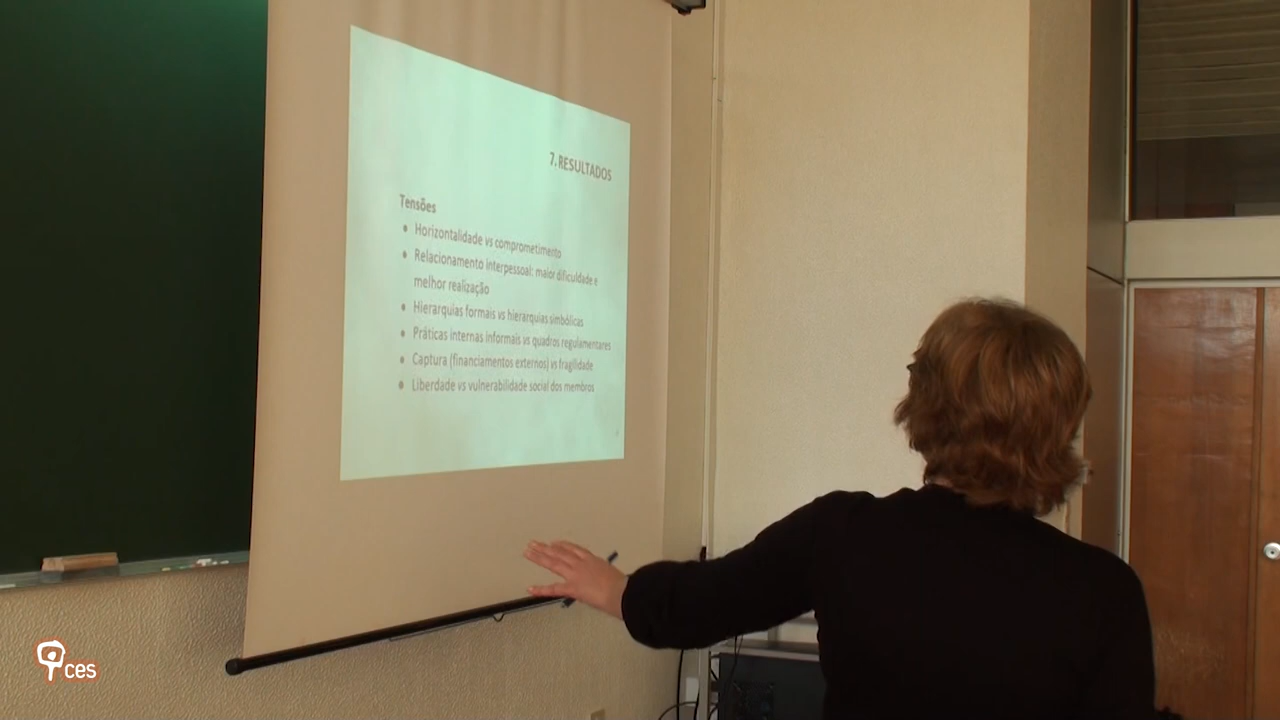 7. RESULTADOS
Tensões
• Horizontalidade vs comprometimento
• Relacionamento interpessoal: maior dificuldade e
melhor realização
• Hierarquias formais vs hierarquias simbólicas
• Práticas internas informais vs quadros regulamentares
• Captura (financiamentos externos) vs fragilidade
• Liberdade vs vulnerabilidade social dos membros
ces